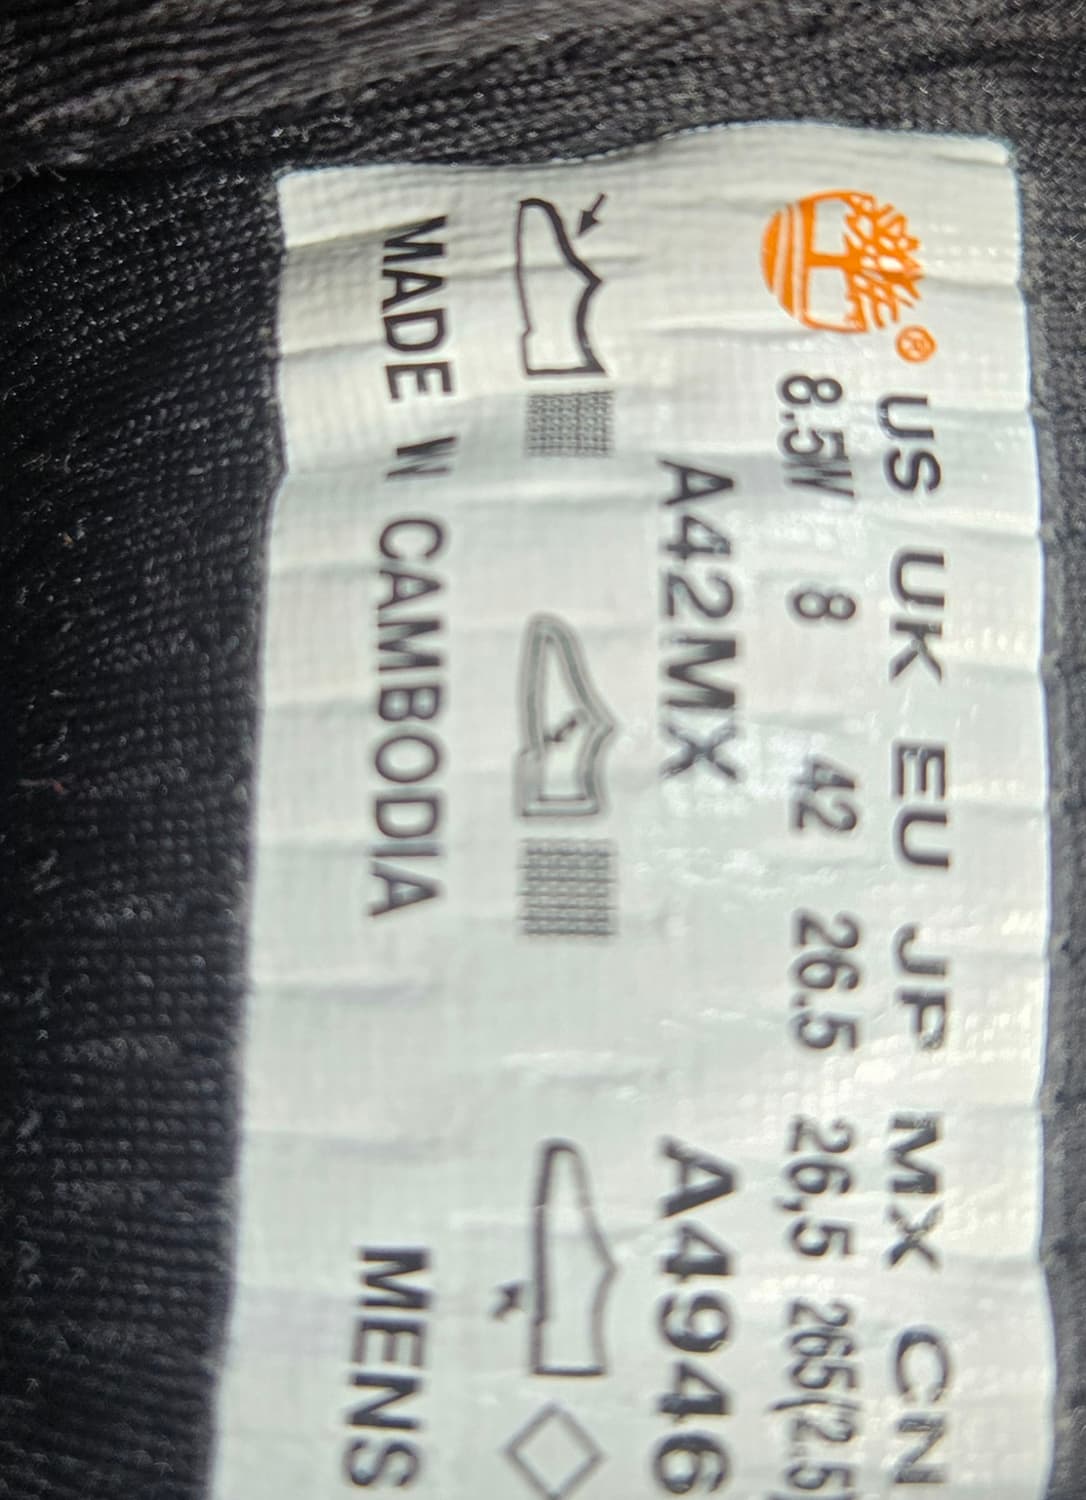 ® US UK EU JP MX CN
8.5W 8 42 26.5 26,5 265(2.5)
A42MX A4946
MADE IN CAMBODIA MENS